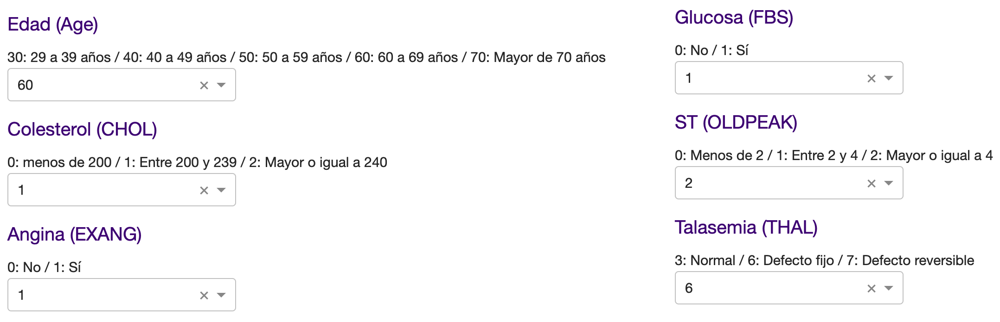 Edad (Age)
30: 29 a 39 años / 40: 40 a 49 años / 50: 50 a 59 años / 60: 60 a 69 años / 70: Mayor de 70 años
60
Colesterol (CHOL)
0: menos de 200 / 1: Entre 200 y 239 / 2: Mayor o igual a 240
1
Angina (EXANG)
0: No / 1: Sí
1
Glucosa (FBS)
0: No / 1: Sí
1
ST (OLDPEAK)
0: Menos de 2 / 1: Entre 2 y 4 / 2: Mayor o igual a 4
2
Talasemia (THAL)
3: Normal / 6: Defecto fijo / 7: Defecto reversible
6